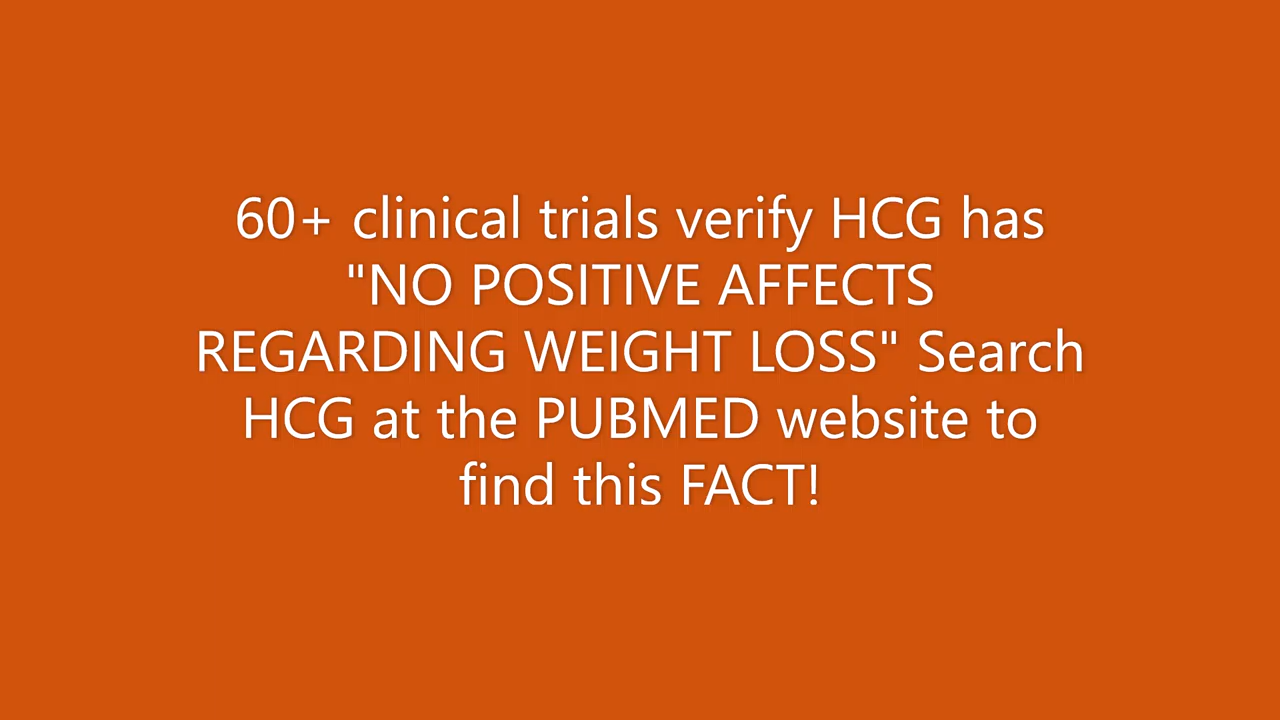 60+ clinical trials verify HCG has
"NO POSITIVE AFFECTS
REGARDING WEIGHT LOSS" Search
HCG at the PUBMED website to
find this FACT!